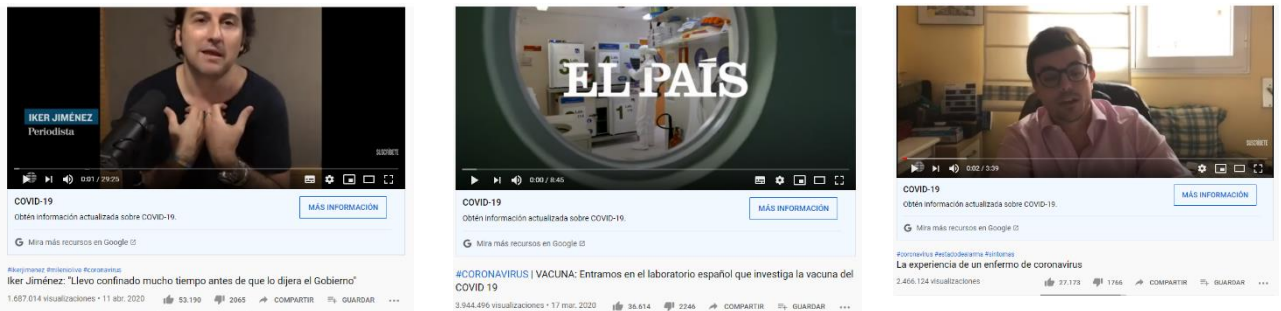 IKER JIMÉNEZ
Periodista
SUSCRÍBETE
0:01 / 29:25
COVID-19
Obtén información actualizada sobre COVID-19.
MÁS INFORMACIÓN
Mira más recursos en Google
#ikerjimenez #mileniolive #coronavirus
Iker Jiménez: "Llevo confinado mucho tiempo antes de que lo dijera el Gobierno"
1.687.014 visualizaciones • 11 abr. 2020 53.190 2065 COMPARTIR GUARDAR
EL PAÍS
0:00 / 8:45
COVID-19
Obtén información actualizada sobre COVID-19.
MÁS INFORMACIÓN
Mira más recursos en Google
#CORONAVIRUS | VACUNA: Entramos en el laboratorio español que investiga la vacuna del
COVID 19
3.944.496 visualizaciones • 17 mar. 2020 36.614 2246 COMPARTIR GUARDAR
SUSCRÍBETE
0:02 / 3:39
COVID-19
Obtén información actualizada sobre COVID-19.
MÁS INFORMACIÓN
Mira más recursos en Google
#coronavirus #estadodealarma #síntomas
La experiencia de un enfermo de coronavirus
2.466.124 visualizaciones 27.173 1766 COMPARTIR GUARDAR